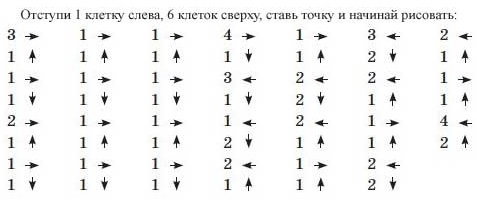 Отступи 1 клетку слева, 6 клеток сверху, ставь точку и начинай рисовать:
3 → 1 → 1 → 4 → 1 → 3 ← 2 ←
1 ↑ 1 ↑ 1 ↑ 1 ↓ 1 ↑ 2 ↓ 1 ↑
1 → 1 → 1 → 3 ← 2 ← 2 ← 1 →
1 ↓ 1 ↓ 1 ↓ 1 ↓ 2 ↓ 1 ↑ 1 ↑
2 → 1 → 1 → 1 ← 2 ← 1 → 4 ←
1 ↑ 1 ↑ 1 ↑ 2 ↓ 1 ↑ 1 ↑ 2 ↑
1 → 1 → 1 → 2 ← 1 → 2 ←
1 ↓ 1 ↓ 1 ↓ 1 ↑ 1 ↑ 2 ↓